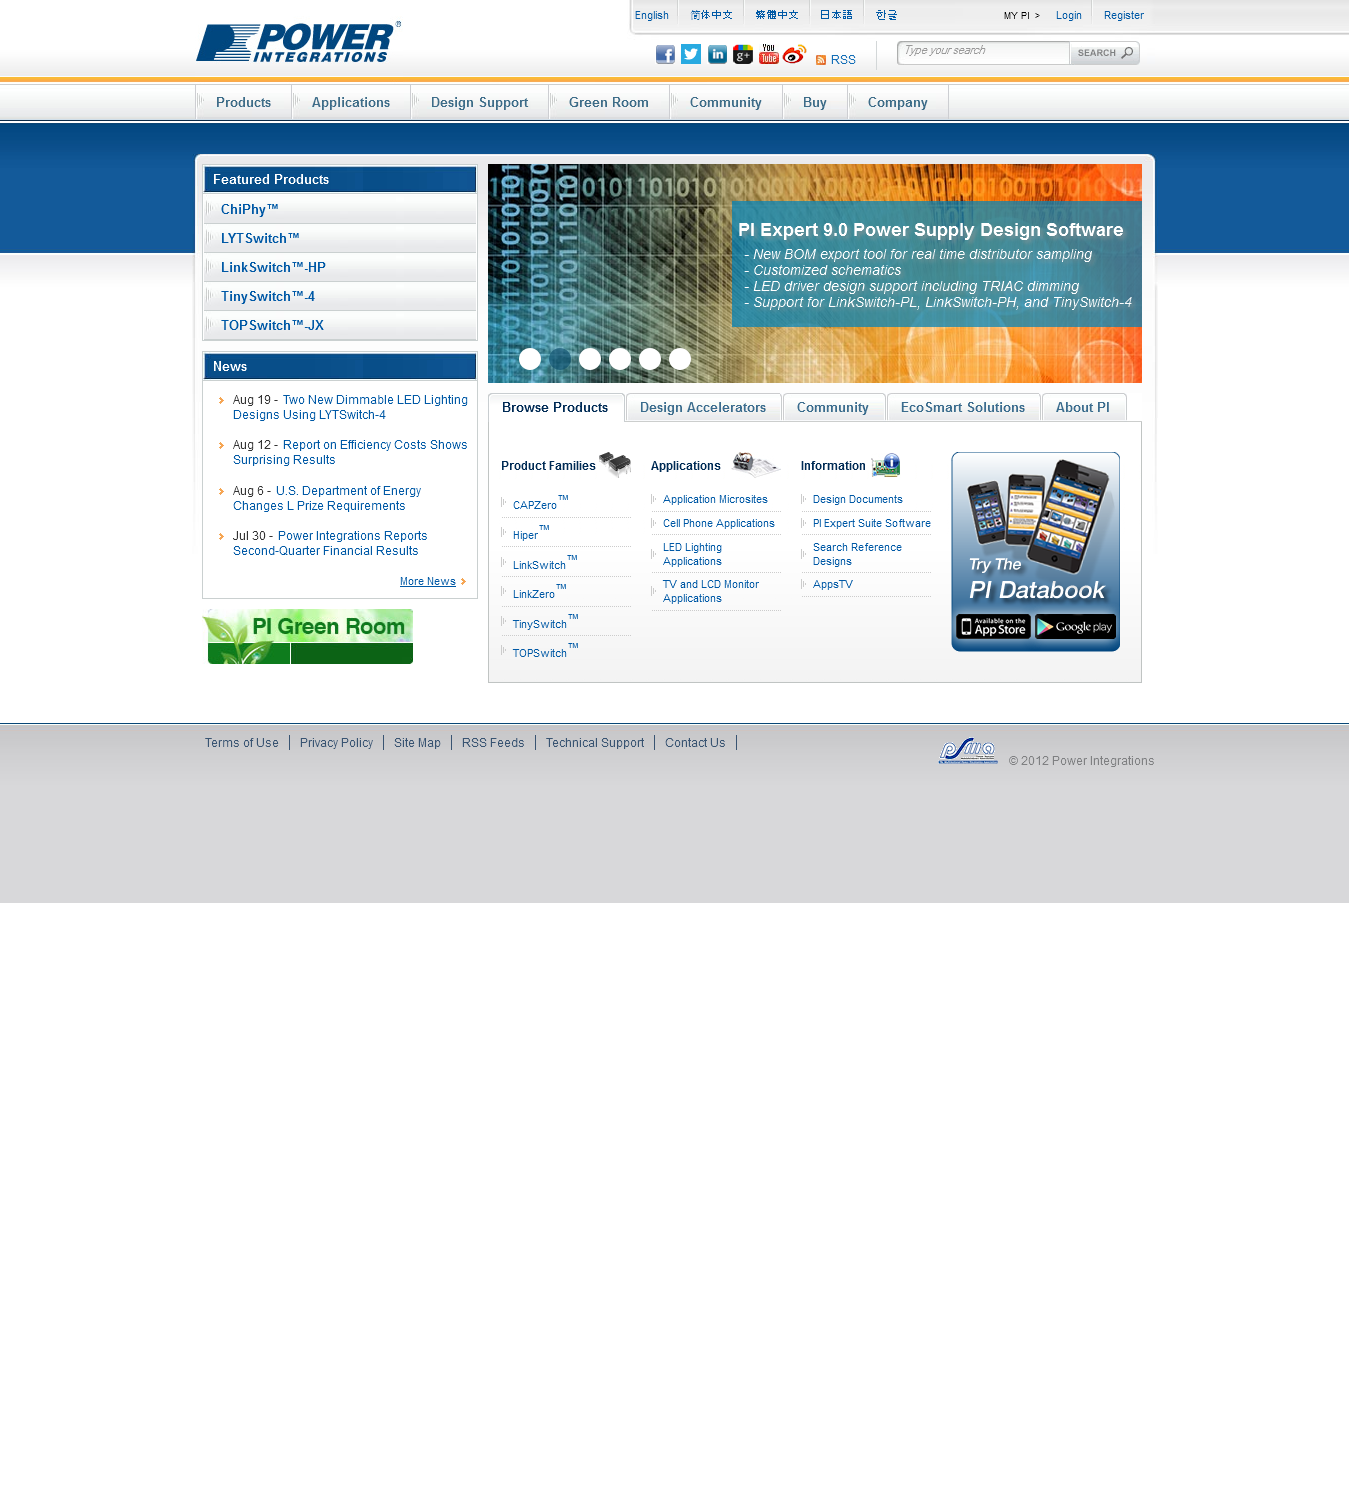 English 简体中文 繁體中文 日本語 한글 MY PI > Login Register
POWER INTEGRATIONS ®
RSS
Type your search SEARCH
Products Applications Design Support Green Room Community Buy Company
Featured Products
ChiPhy™
LYTSwitch™
LinkSwitch™-HP
TinySwitch™-4
TOPSwitch™-JX
PI Expert 9.0 Power Supply Design Software
- New BOM export tool for real time distributor sampling
- Customized schematics
- LED driver design support including TRIAC dimming
- Support for LinkSwitch-PL, LinkSwitch-PH, and TinySwitch-4
News
Aug 19 - Two New Dimmable LED Lighting
Designs Using LYTSwitch-4
Aug 12 - Report on Efficiency Costs Shows
Surprising Results
Aug 6 - U.S. Department of Energy
Changes L Prize Requirements
Jul 30 - Power Integrations Reports
Second-Quarter Financial Results
More News
PI Green Room
Browse Products Design Accelerators Community EcoSmart Solutions About PI
Product Families
CAPZero™
Hiper™
LinkSwitch™
LinkZero™
TinySwitch™
TOPSwitch™
Applications
Application Microsites
Cell Phone Applications
LED Lighting
Applications
TV and LCD Monitor
Applications
Information
Design Documents
PI Expert Suite Software
Search Reference
Designs
AppsTV
Try The
PI Databook
Available on the
App Store
Google play
Terms of Use Privacy Policy Site Map RSS Feeds Technical Support Contact Us
psma
© 2012 Power Integrations